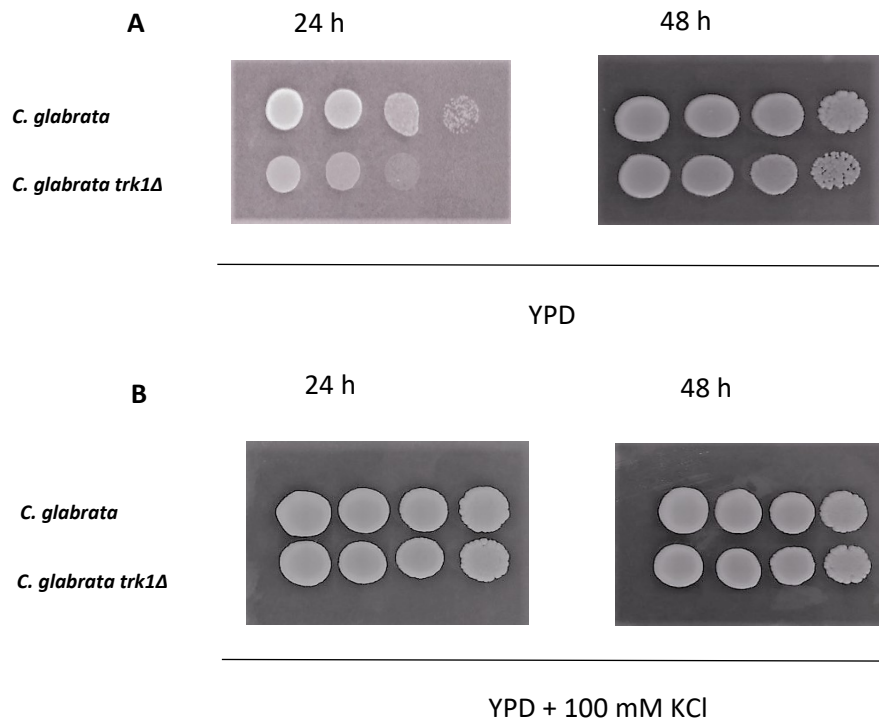 A
24 h
48 h
C. glabrata
C. glabrata trk1Δ
YPD
B
24 h
48 h
C. glabrata
C. glabrata trk1Δ
YPD + 100 mM KCl